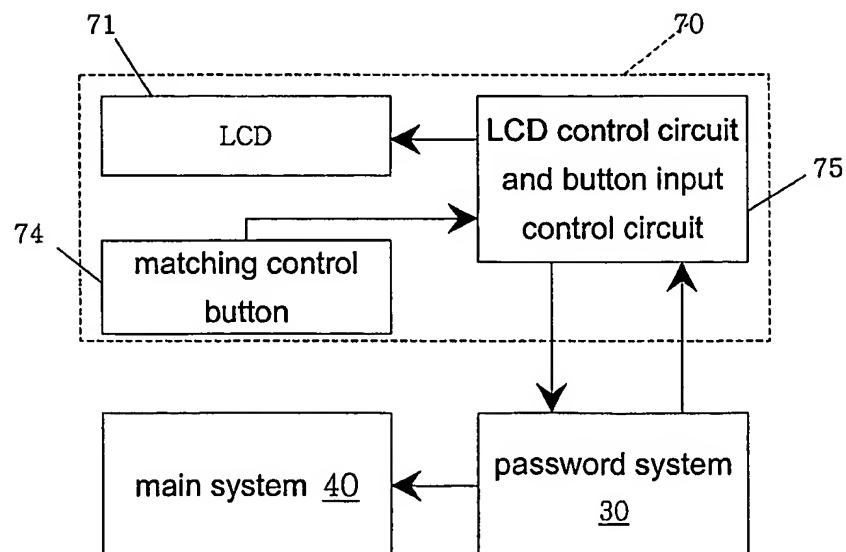 71
70
LCD
LCD control circuit
and button input
control circuit
75
74
matching control
button
main system 40
password system
30